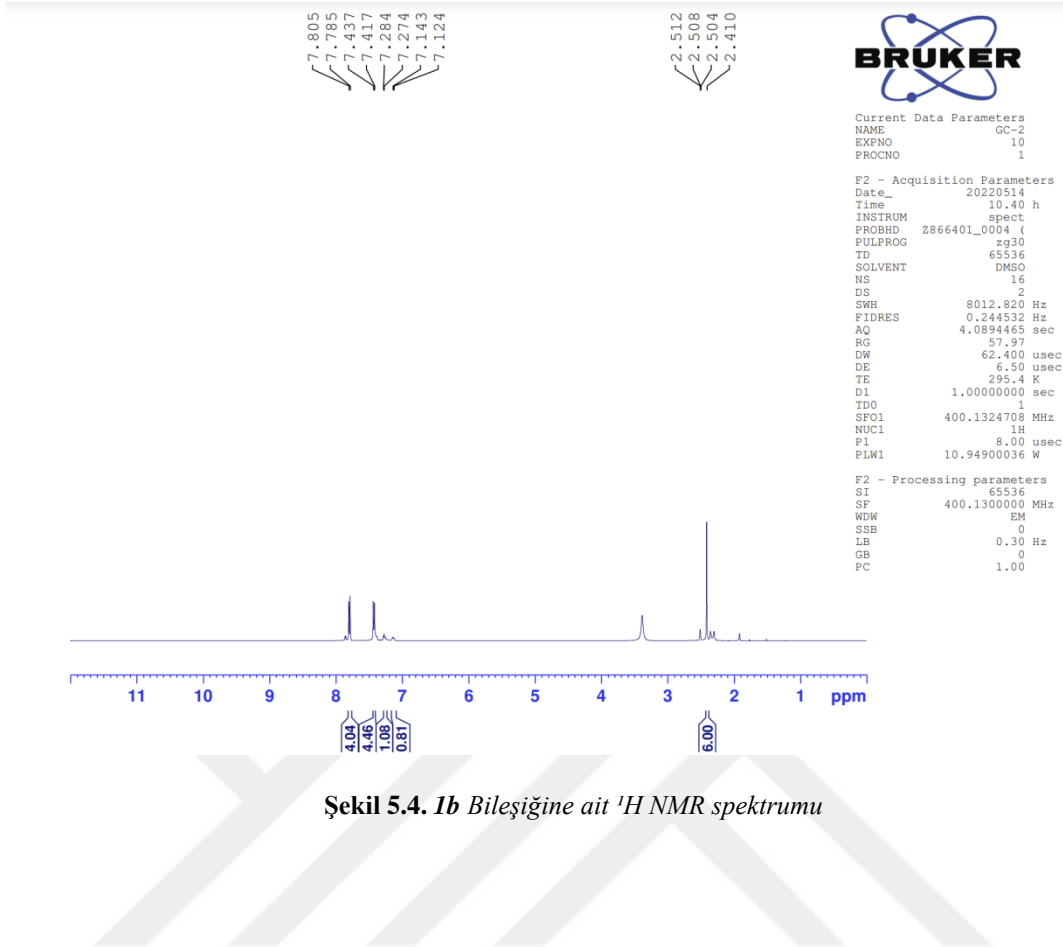 7.805
7.785
7.437
7.417
7.284
7.274
7.143
7.124
2.512
2.508
2.504
2.410
BRUKER
Current Data Parameters
NAME GC-2
EXPNO 10
PROCNO 1
F2 - Acquisition Parameters
Date_ 20220514
Time 10.40 h
INSTRUM spect
PROBHD Z866401_0004 (
PULPROG zg30
TD 65536
SOLVENT DMSO
NS 16
DS 2
SWH 8012.820 Hz
FIDRES 0.244532 Hz
AQ 4.0894465 sec
RG 57.97
DW 62.400 usec
DE 6.50 usec
TE 295.4 K
D1 1.00000000 sec
TD0 1
SFO1 400.1324708 MHz
NUC1 1H
P1 8.00 usec
PLW1 10.94900036 W
F2 - Processing parameters
SI 65536
SF 400.1300000 MHz
WDW EM
SSB 0
LB 0.30 Hz
GB 0
PC 1.00
11 10 9 8 7 6 5 4 3 2 1 ppm
4.04
4.46
1.08
0.81
6.00
Şekil 5.4. 1b Bileşiğine ait ¹H NMR spektrumu